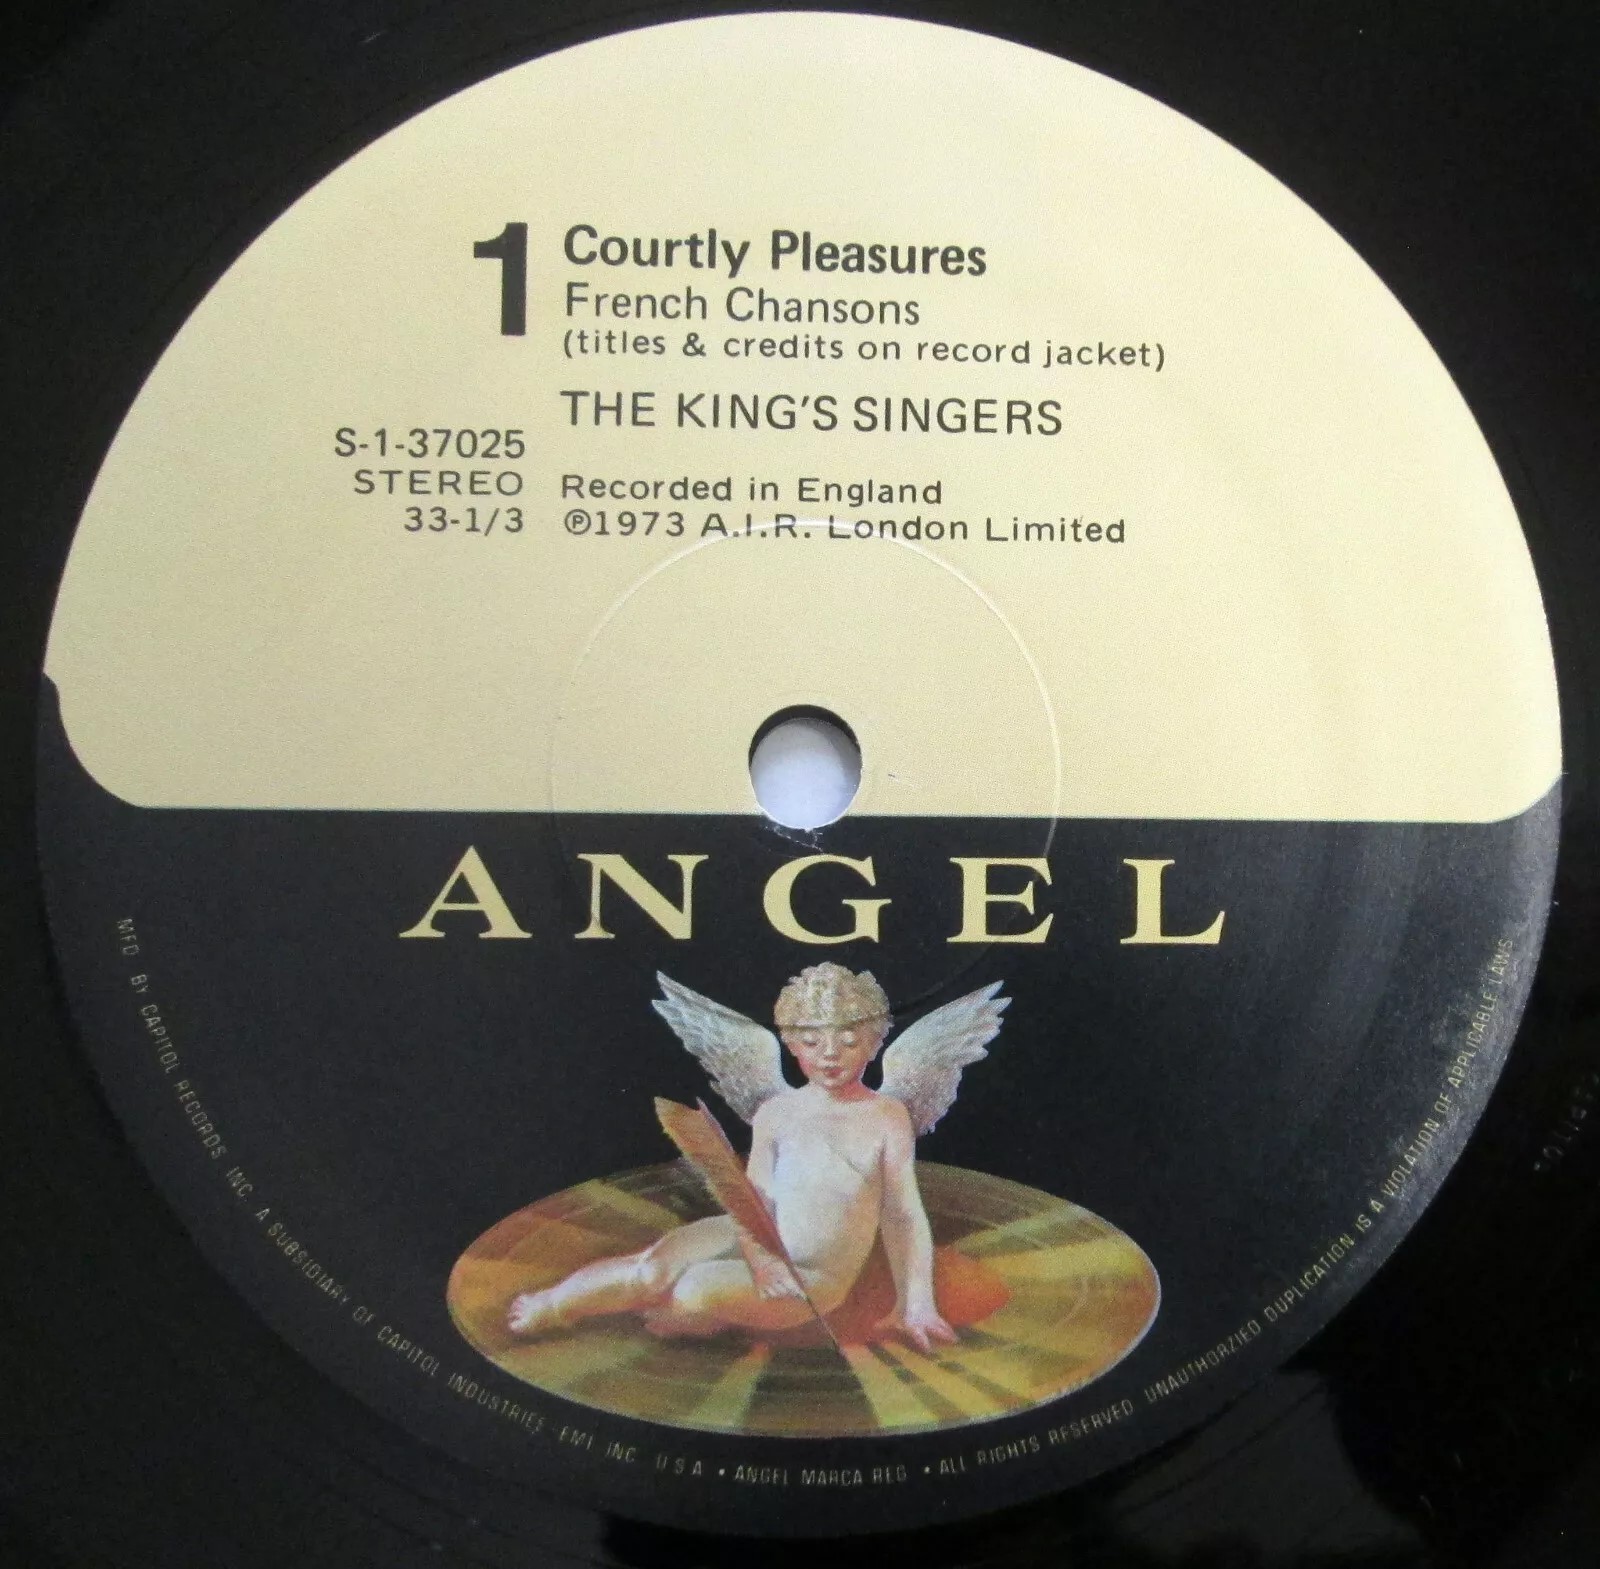 1 Courtly Pleasures
French Chansons
(titles & credits on record jacket)
THE KING'S SINGERS
S-1-37025
STEREO Recorded in England
33-1/3 ℗1973 A.I.R. London Limited
ANGEL
MFD BY CAPITOL RECORDS, INC. A SUBSIDIARY OF CAPITOL INDUSTRIES EMI INC. U S A • ANGEL MARCA REG • ALL RIGHTS RESERVED UNAUTHORZIED DUPLICATION IS A VIOLATION OF APPLICABLE LAWS.